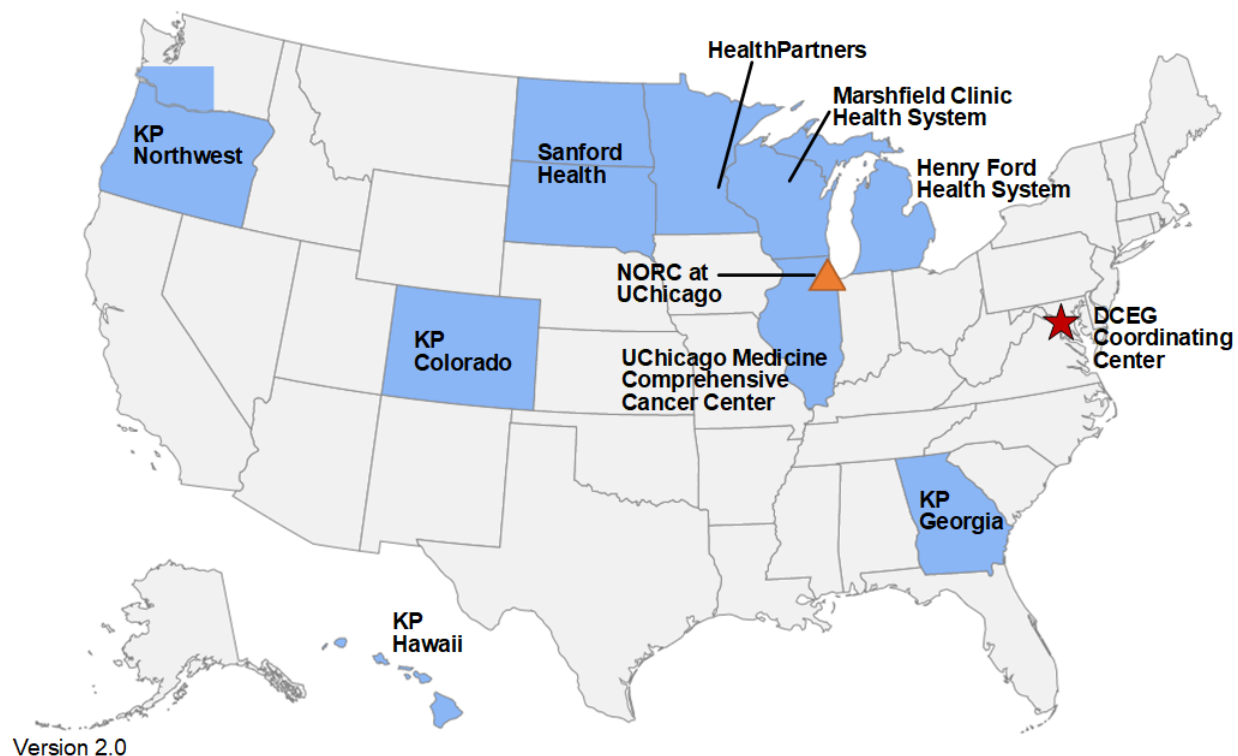 HealthPartners
Marshfield Clinic
Health System
KP
Northwest
Sanford
Health
Henry Ford
Health System
NORC at
UChicago
DCEG
Coordinating
Center
KP
Colorado
UChicago Medicine
Comprehensive
Cancer Center
KP
Georgia
KP
Hawaii
Version 2.0